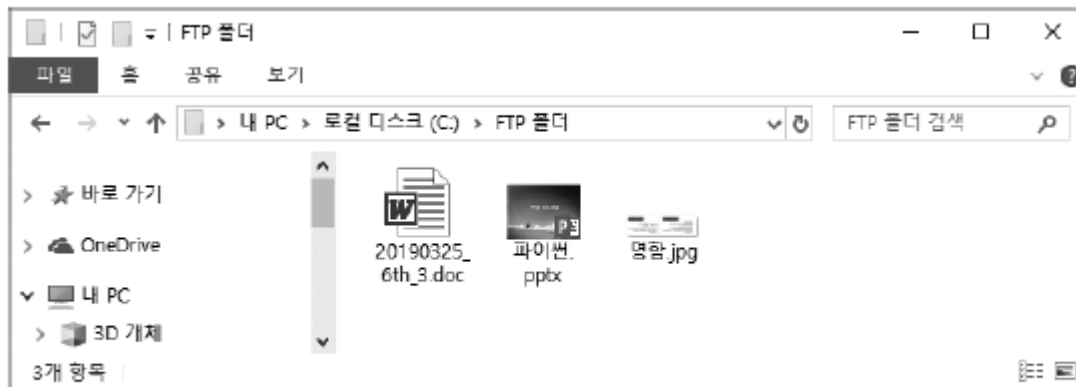 FTP 폴더
파일 홈 공유 보기
내 PC > 로컬 디스크 (C:) > FTP 폴더
FTP 폴더 검색
바로 가기
OneDrive
내 PC
3D 개체
20190325_
6th_3.doc
파이썬.
pptx
명함.jpg
3개 항목